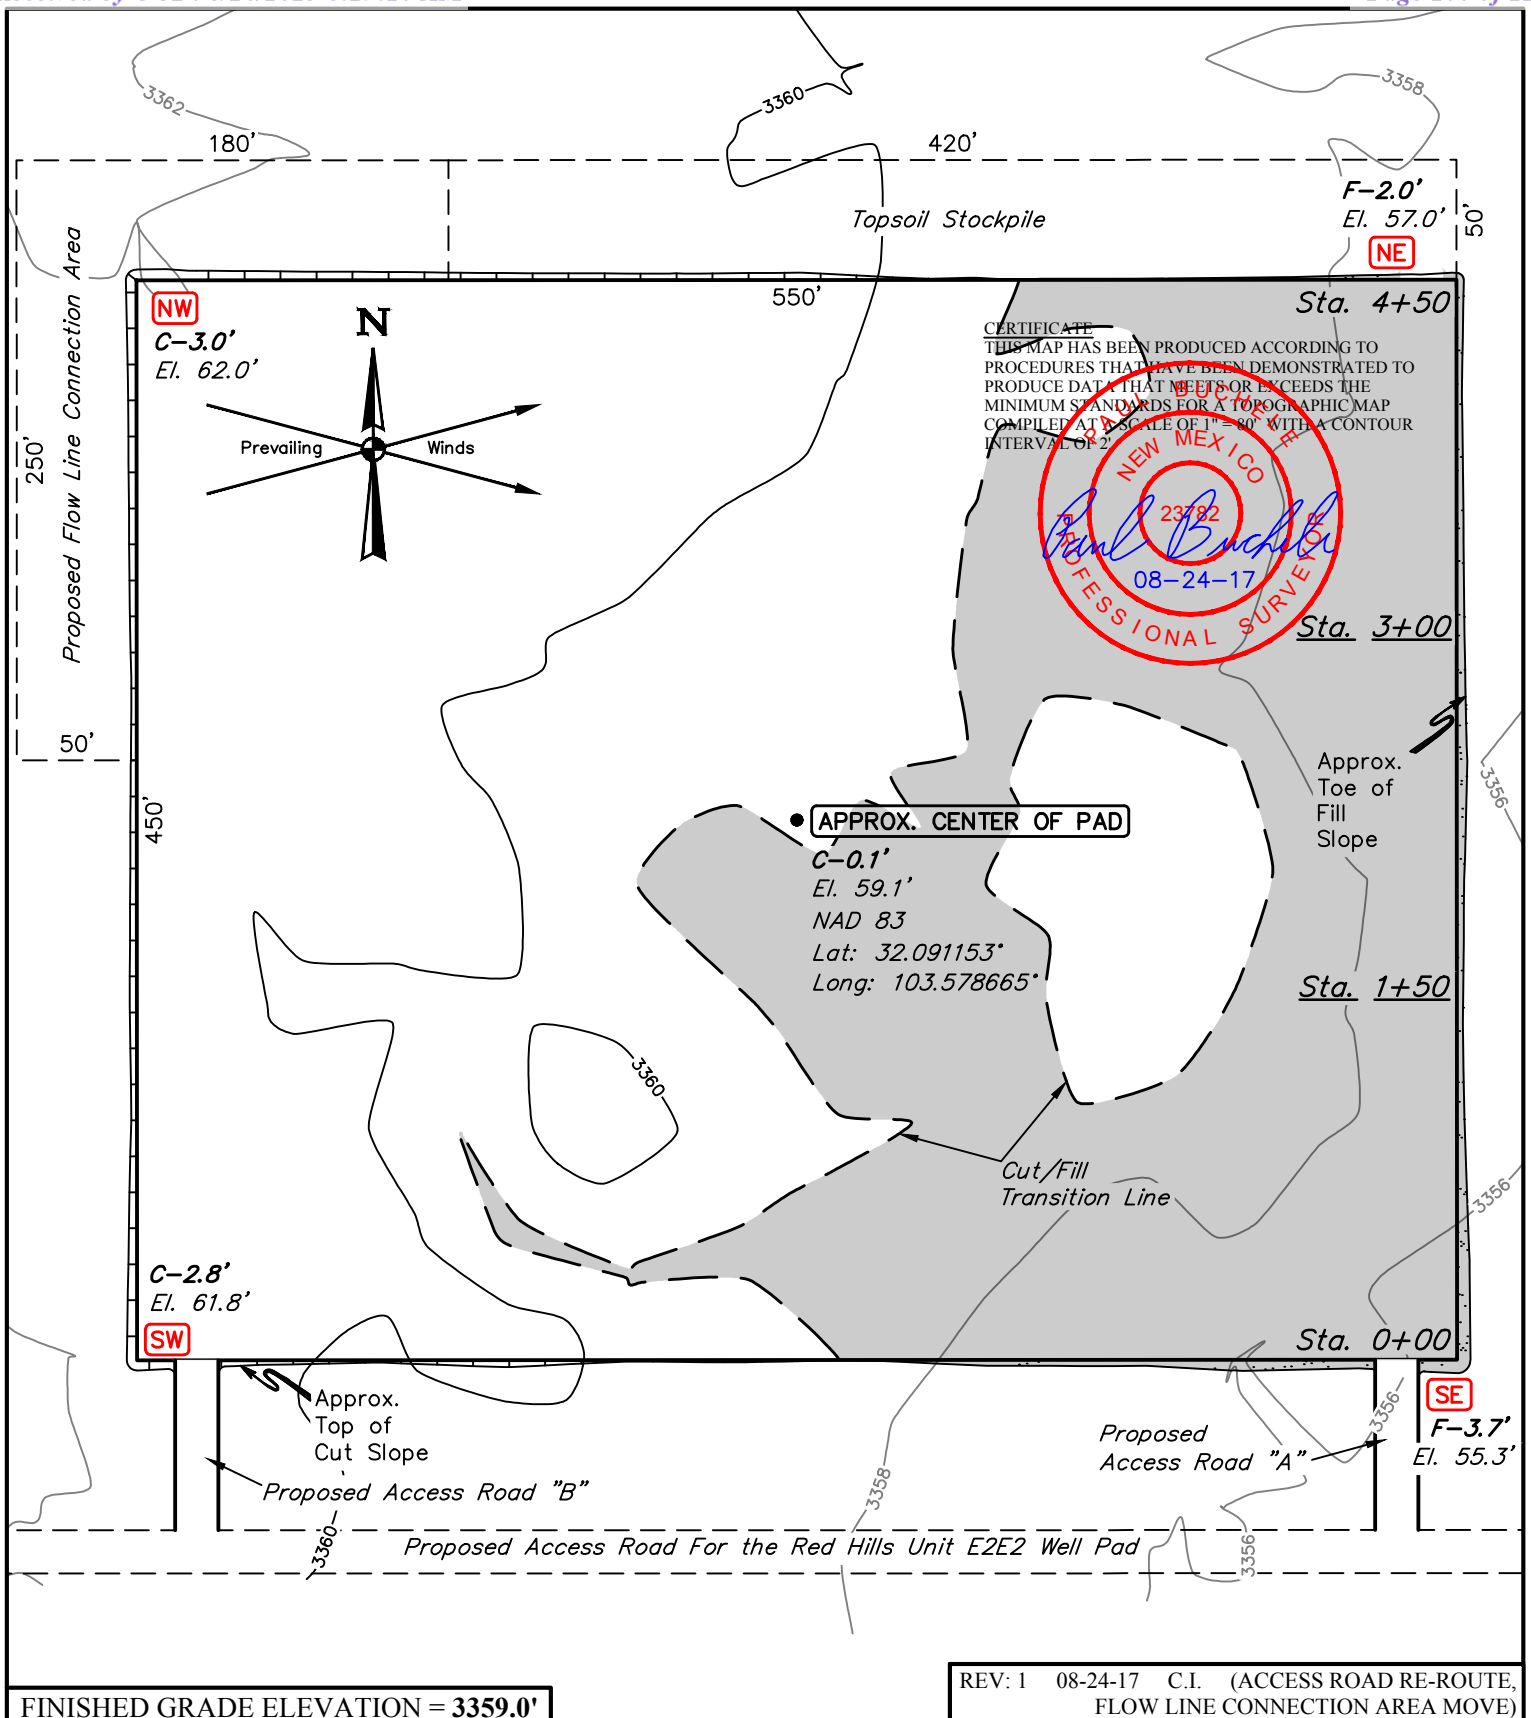 3362
3360
3358
180'
420'
F-2.0'
El. 57.0'
50'
NE
Topsoil Stockpile
Proposed Flow Line Connection Area
250'
50'
NW
C-3.0'
El. 62.0'
N
Prevailing
Winds
550'
Sta. 4+50
CERTIFICATE
THIS MAP HAS BEEN PRODUCED ACCORDING TO
PROCEDURES THAT HAVE BEEN DEMONSTRATED TO
PRODUCE DATA THAT MEETS OR EXCEEDS THE
MINIMUM STANDARDS FOR A TOPOGRAPHIC MAP
COMPILED AT A SCALE OF 1" = 80' WITH A CONTOUR
INTERVAL OF 2'
PAUL BUCHELE
NEW MEXICO
23782
PROFESSIONAL SURVEYOR
Paul Buchele
08-24-17
Sta. 3+00
450'
Approx.
Toe of
Fill
Slope
3356
APPROX. CENTER OF PAD
C-0.1'
El. 59.1'
NAD 83
Lat: 32.091153°
Long: 103.578665°
Sta. 1+50
3360
Cut/Fill
Transition Line
3356
C-2.8'
El. 61.8'
SW
Sta. 0+00
SE
F-3.7'
El. 55.3'
Approx.
Top of
Cut Slope
Proposed
Access Road "A"
3356
Proposed Access Road "B"
3358
3360
Proposed Access Road For the Red Hills Unit E2E2 Well Pad
3356
FINISHED GRADE ELEVATION = 3359.0'
REV: 1 08-24-17 C.I. (ACCESS ROAD RE-ROUTE,
FLOW LINE CONNECTION AREA MOVE)